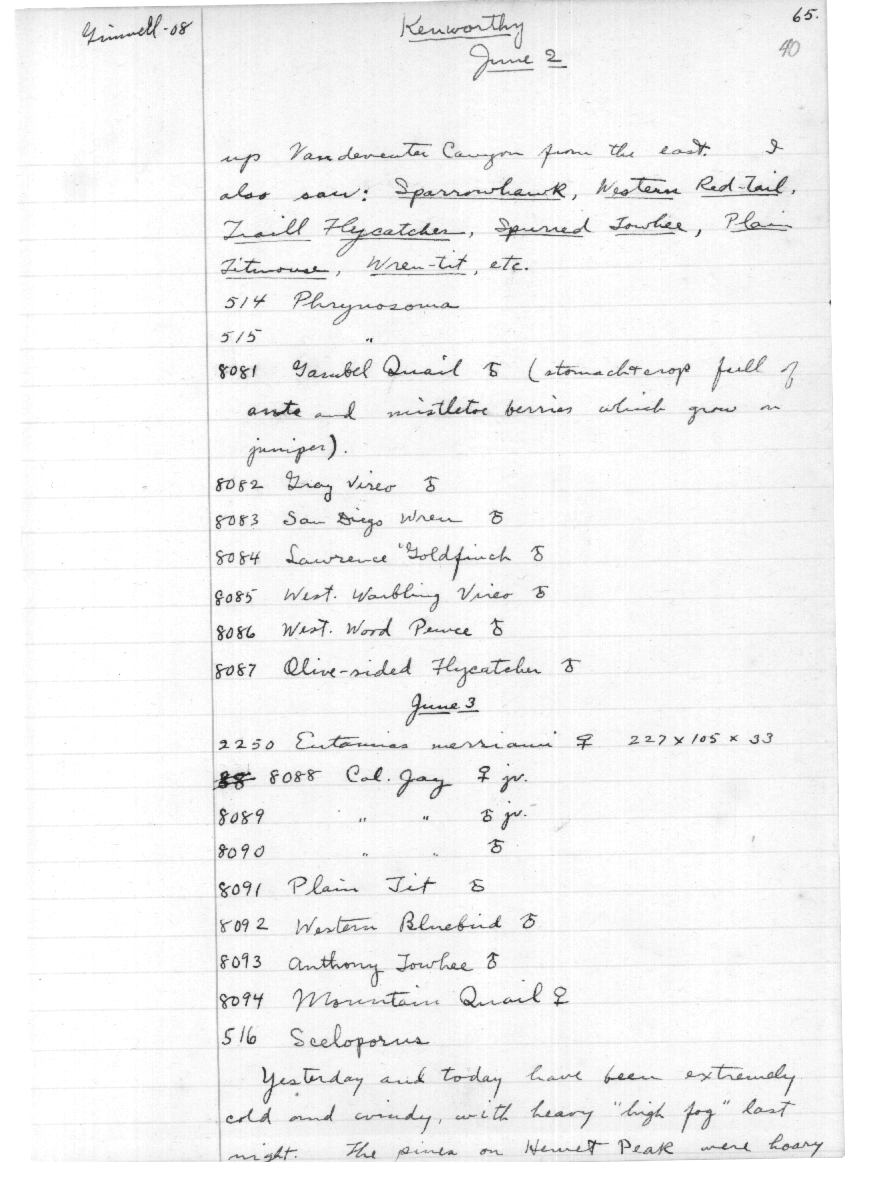 Grinnell-08
Kenworthy
65.
June 2
40
up Vandeventer Canyon from the east. I
also saw: Sparrowhawk, Western Red-Tail,
Traill Flycatcher, Spurred Towhee, Plain
Titmouse, Wren-tit, etc.
514 Phrynosoma
515 "
8081 Gambel Quail ♂ (stomach + crop full of
ants and mistletoe berries which grow on
juniper).
8082 Gray Vireo ♂
8083 San Diego Wren ♂
8084 Lawrence Goldfinch ♂
8085 West. Warbling Vireo ♂
8086 West. Wood Pewee ♂
8087 Olive-sided Flycatcher ♂
June 3
2250 Eutamias merriami ♀ 227 x 105 x 33
88 8088 Cal. Jay ♀ jv.
8089 " " ♂ jv.
8090 " " ♂
8091 Plain Tit ♂
8092 Western Bluebird ♂
8093 Anthony Towhee ♂
8094 Mountain Quail ♀
516 Sceloporus
Yesterday and today have been extremely
cold and windy, with heavy "high fog" last
night. The pines on Hemet Peak were hoary